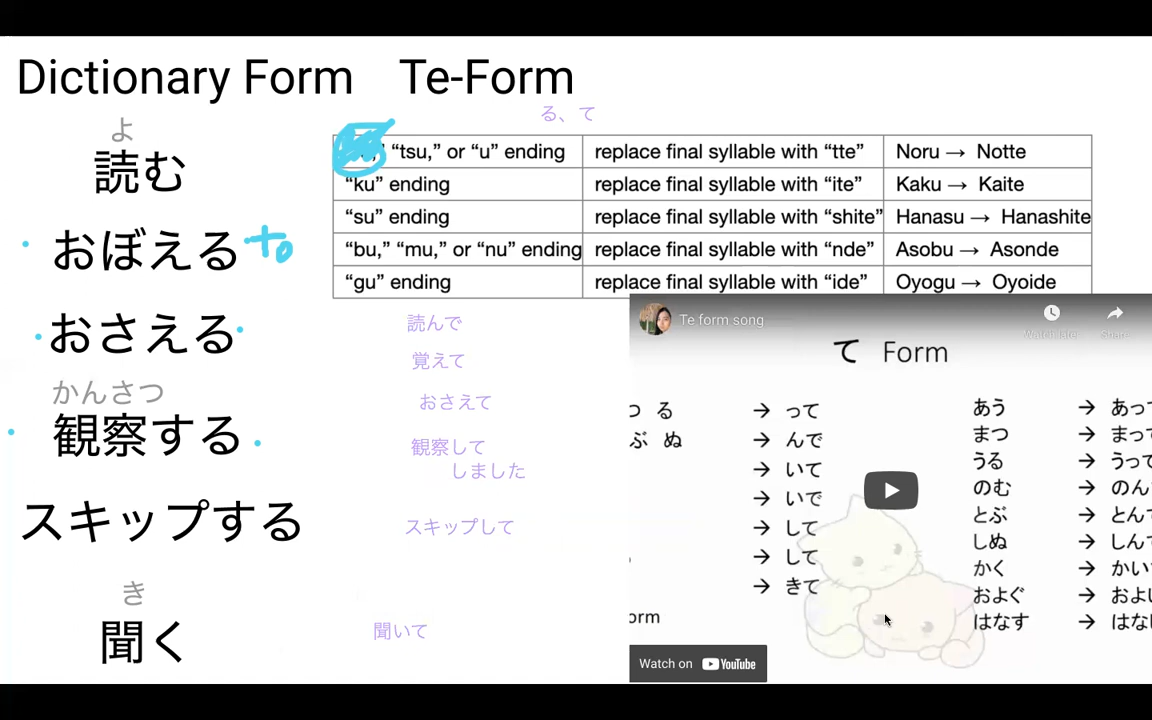 Dictionary Form Te-Form
る、て
よ
読む
おぼえる
おさえる
かんさつ
観察する
スキップする
き
聞く
“tsu,” or “u” ending replace final syllable with “tte” Noru → Notte
“ku” ending replace final syllable with “ite” Kaku → Kaite
“su” ending replace final syllable with “shite” Hanasu → Hanashite
“bu,” “mu,” or “nu” ending replace final syllable with “nde” Asobu → Asonde
“gu” ending replace final syllable with “ide” Oyogu → Oyoide
読んで
覚えて
おさえて
観察して
しました
スキップして
聞いて
Te form song
Watch later
Share
て Form
つ る → って
ぶ ぬ → んで
→ いて
→ いで
→ して
→ して
→ きて
orm
あう → あって
まつ → まって
うる → うって
のむ → のん
とぶ → とん
しぬ → しん
かく → かい
およぐ → およ
はなす → はな
Watch on YouTube